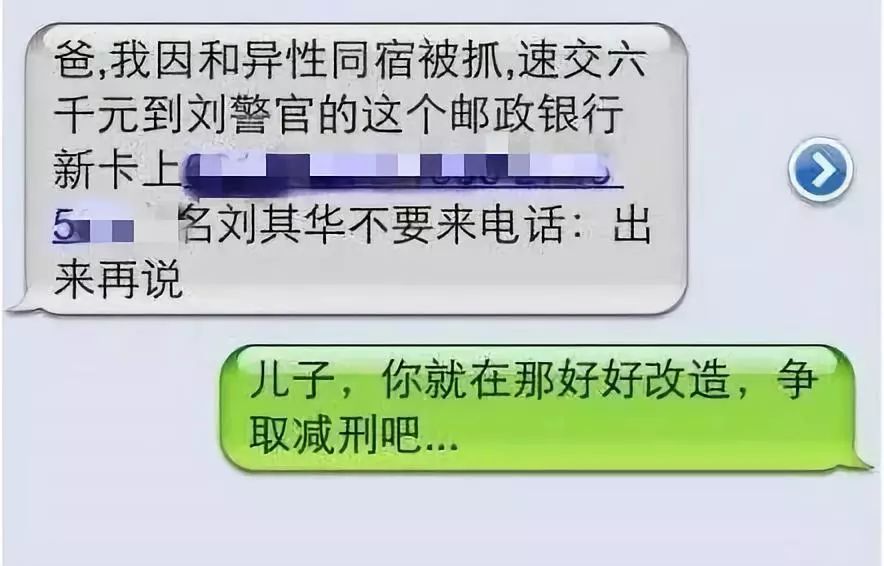 爸,我因和异性同宿被抓,速交六
千元到刘警官的这个邮政银行
新卡上
5
名刘其华不要来电话：出
来再说
儿子，你就在那好好改造，争
取减刑吧...